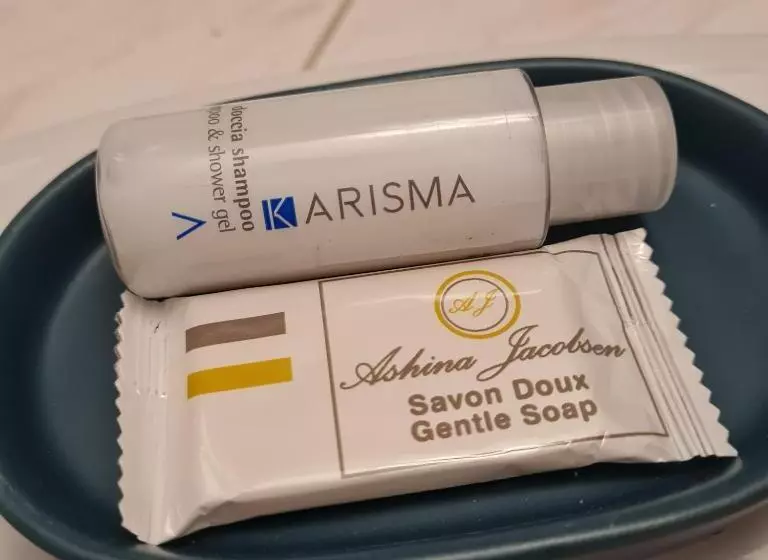 doccia shampoo
poo & shower gel
KARISMA
AJ
Ashina Jacobsen
Savon Doux
Gentle Soap